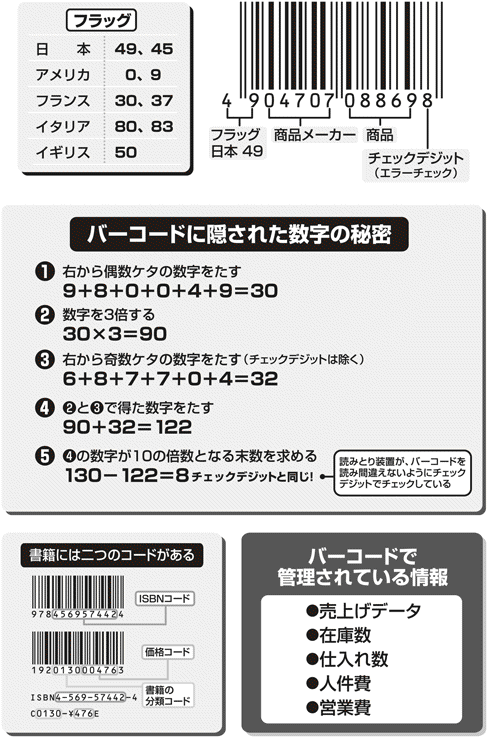 フラッグ
日本 49、45
アメリカ 0、9
フランス 30、37
イタリア 80、83
イギリス 50
4904707088698
フラッグ
日本 49
商品メーカー
商品
チェックデジット
（エラーチェック）
バーコードに隠された数字の秘密
❶ 右から偶数ケタの数字をたす
9+8+0+0+4+9=30
❷ 数字を3倍する
30×3=90
❸ 右から奇数ケタの数字をたす（チェックデジットは除く）
6+8+7+7+0+4=32
❹ ❷と❸で得た数字をたす
90+32=122
❺ ❹の数字が10の倍数となる末数を求める
130−122=8 チェックデジットと同じ!
読みとり装置が、バーコードを
読み間違えないようにチェック
デジットでチェックしている
書籍には二つのコードがある
ISBNコード
9784569574424
価格コード
1920130004763
書籍の
分類コード
ISBN4-569-57442-4
C0130-¥476E
バーコードで
管理されている情報
●売上げデータ
●在庫数
●仕入れ数
●人件費
●営業費